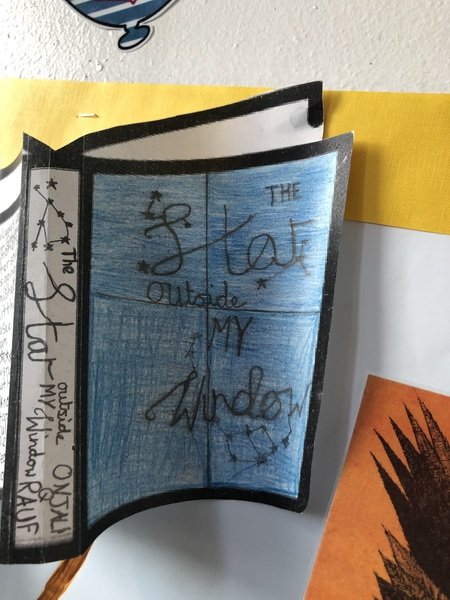 THE
Star
outside
MY
Window
The Star outside MY Window ONJALI Q RAUF